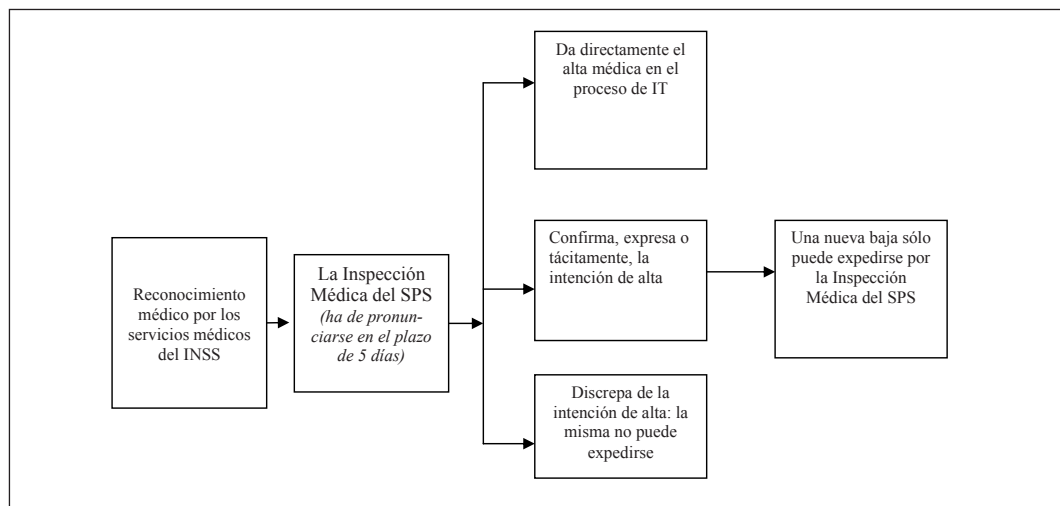 Reconocimiento
médico por los
servicios médicos
del INSS
La Inspección
Médica del SPS
(ha de pronun-
ciarse en el plazo
de 5 días)
Da directamente el
alta médica en el
proceso de IT
Confirma, expresa o
tácitamente, la
intención de alta
Una nueva baja sólo
puede expedirse por
la Inspección
Médica del SPS
Discrepa de la
intención de alta: la
misma no puede
expedirse